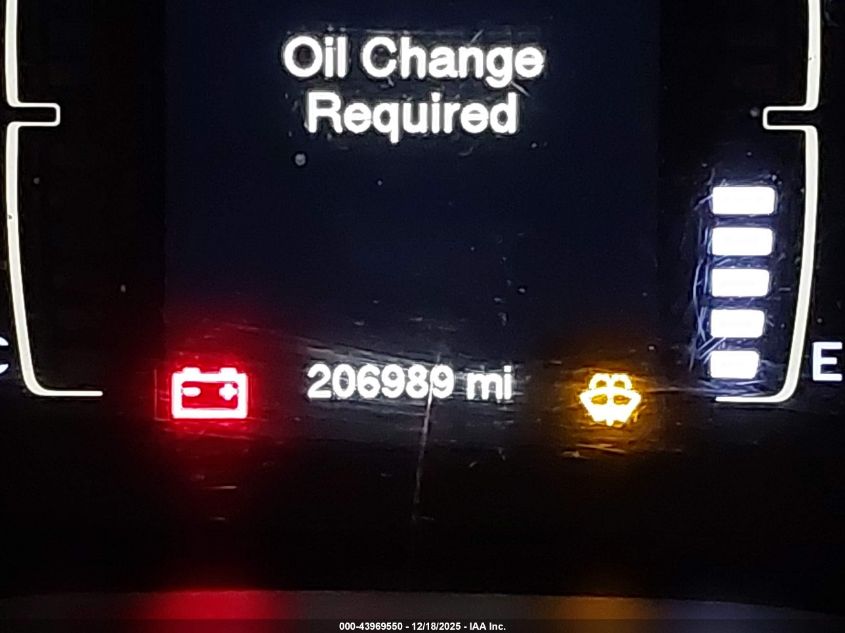 Oil Change
Required
C
E
206989 mi
000-43969550 - 12/18/2025 - IAA Inc.